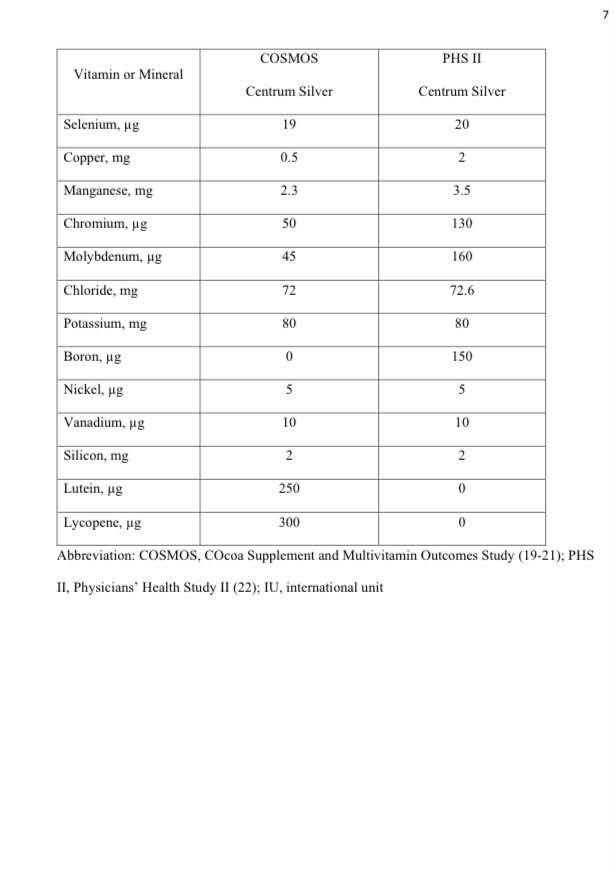 7
Vitamin or Mineral
COSMOS
Centrum Silver
PHS II
Centrum Silver
Selenium, µg 19 20
Copper, mg 0.5 2
Manganese, mg 2.3 3.5
Chromium, µg 50 130
Molybdenum, µg 45 160
Chloride, mg 72 72.6
Potassium, mg 80 80
Boron, µg 0 150
Nickel, µg 5 5
Vanadium, µg 10 10
Silicon, mg 2 2
Lutein, µg 250 0
Lycopene, µg 300 0
Abbreviation: COSMOS, COcoa Supplement and Multivitamin Outcomes Study (19-21); PHS
II, Physicians’ Health Study II (22); IU, international unit